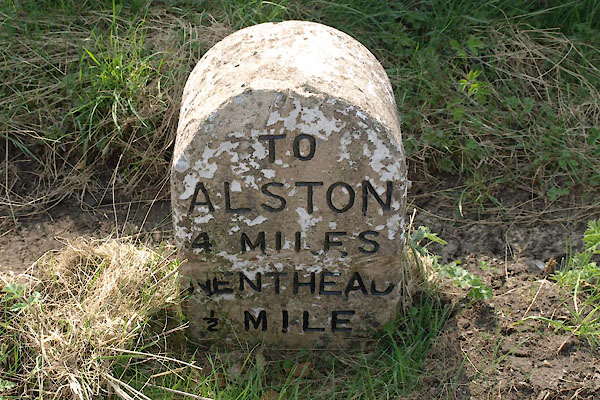 TO
ALSTON
4 MILES
NENTHEAD
½ MILE